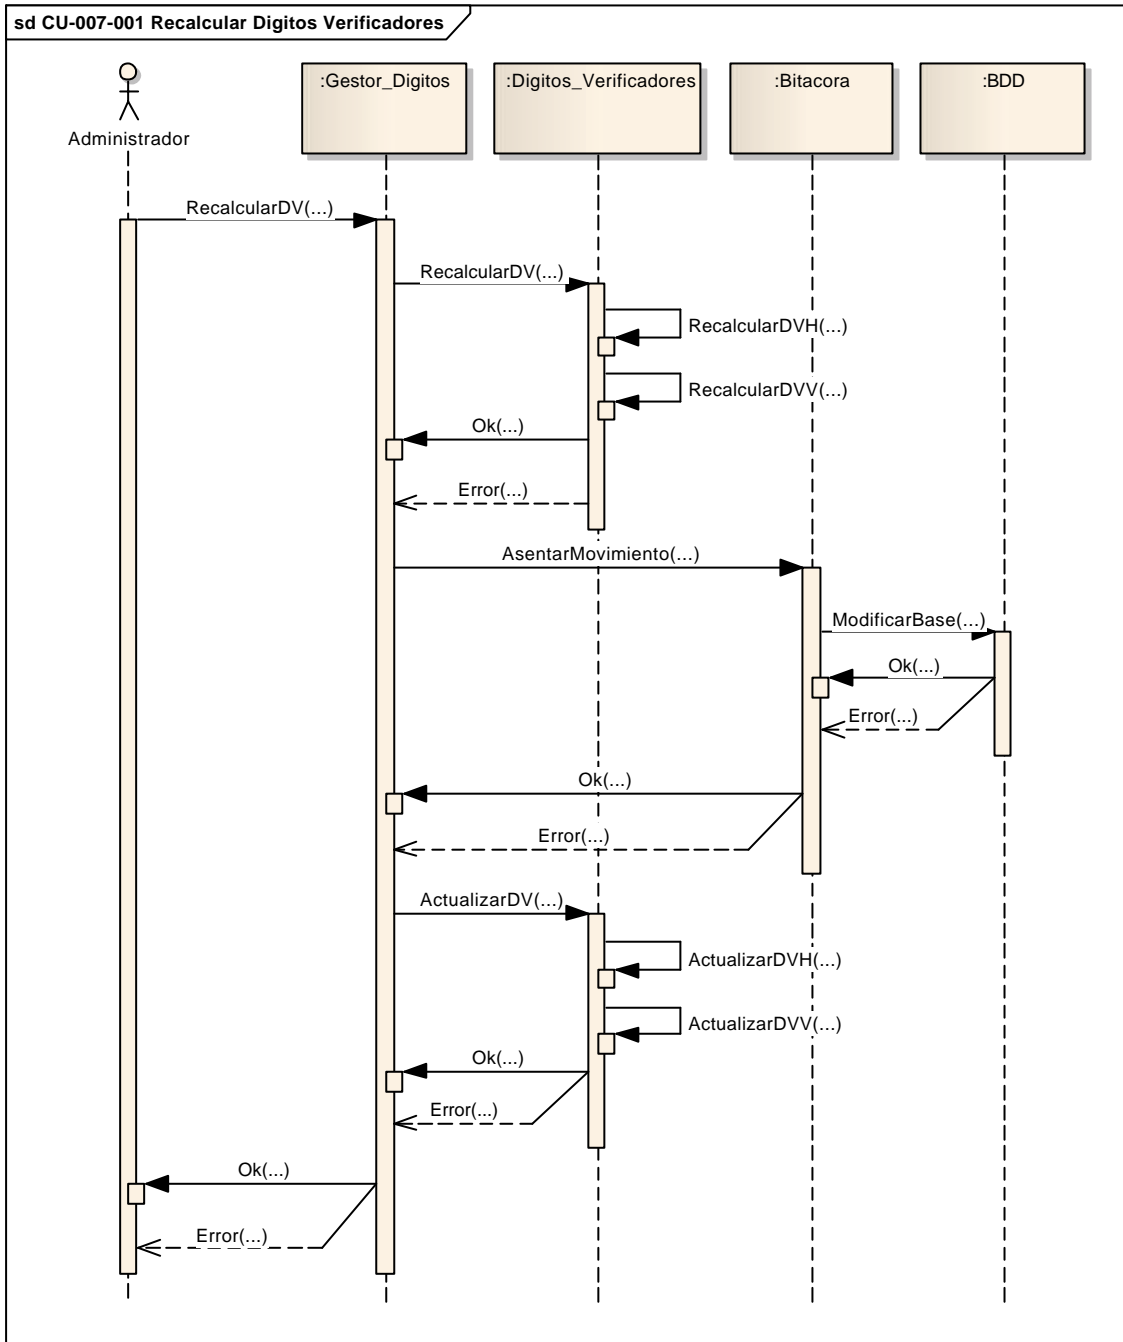 sd CU-007-001 Recalcular Digitos Verificadores
Administrador
:Gestor_Digitos
:Digitos_Verificadores
:Bitacora
:BDD
RecalcularDV(...)
RecalcularDV(...)
RecalcularDVH(...)
RecalcularDVV(...)
Ok(...)
Error(...)
AsentarMovimiento(...)
ModificarBase(...)
Ok(...)
Error(...)
Ok(...)
Error(...)
ActualizarDV(...)
ActualizarDVH(...)
ActualizarDVV(...)
Ok(...)
Error(...)
Ok(...)
Error(...)